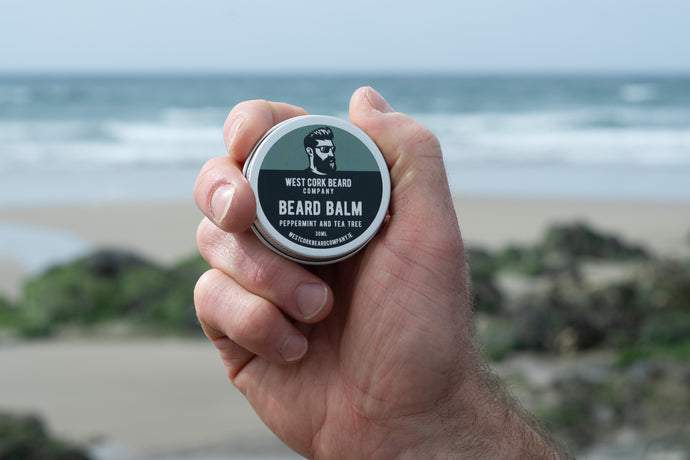 WEST CORK BEARD
COMPANY
BEARD BALM
PEPPERMINT AND TEA TREE
30ML
WESTCORKBEARDCOMPANY.IE